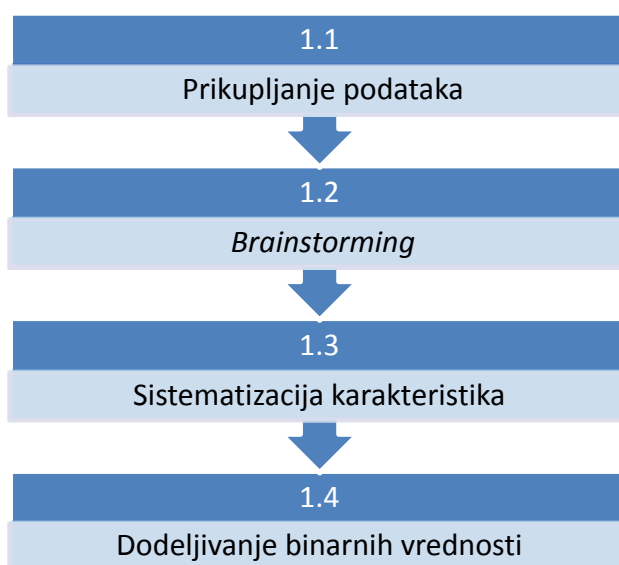 1.1
Prikupljanje podataka
1.2
Brainstorming
1.3
Sistematizacija karakteristika
1.4
Dodeljivanje binarnih vrednosti